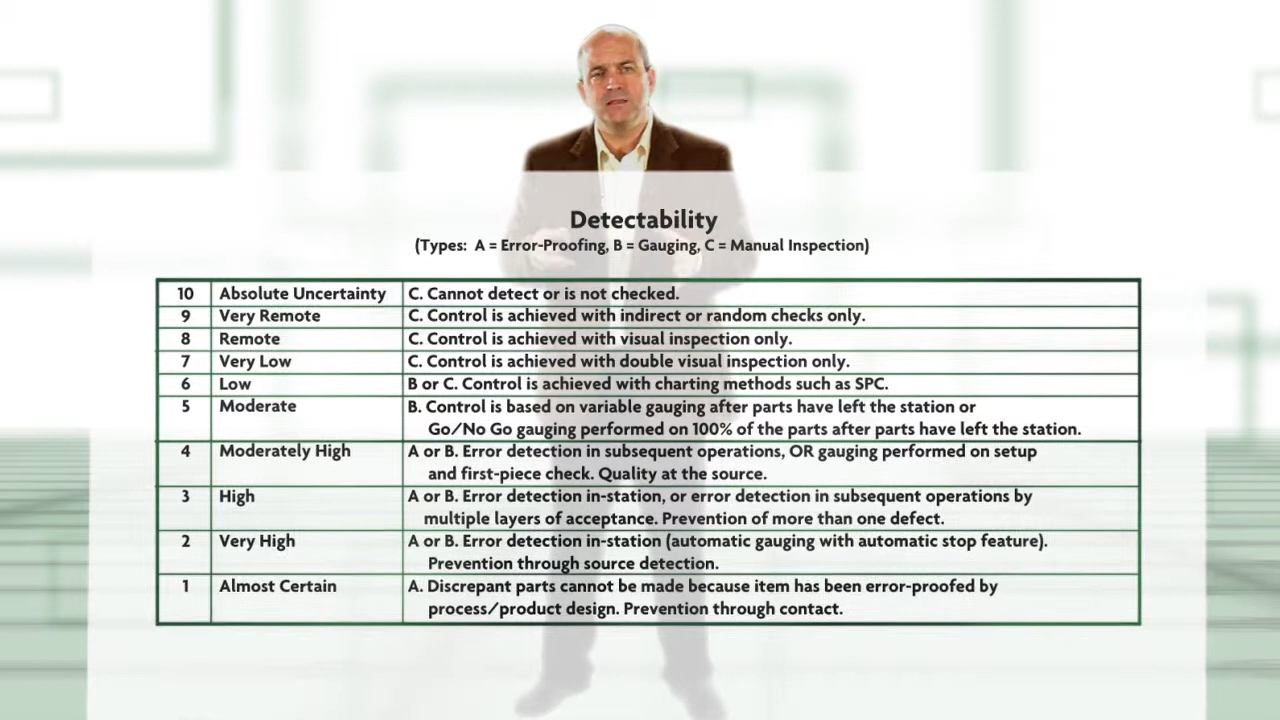 Detectability
(Types: A = Error-Proofing, B = Gauging, C = Manual Inspection)
10 Absolute Uncertainty C. Cannot detect or is not checked.
9 Very Remote C. Control is achieved with indirect or random checks only.
8 Remote C. Control is achieved with visual inspection only.
7 Very Low C. Control is achieved with double visual inspection only.
6 Low B or C. Control is achieved with charting methods such as SPC.
5 Moderate B. Control is based on variable gauging after parts have left the station or
Go/No Go gauging performed on 100% of the parts after parts have left the station.
4 Moderately High A or B. Error detection in subsequent operations, OR gauging performed on setup
and first-piece check. Quality at the source.
3 High A or B. Error detection in-station, or error detection in subsequent operations by
multiple layers of acceptance. Prevention of more than one defect.
2 Very High A or B. Error detection in-station (automatic gauging with automatic stop feature).
Prevention through source detection.
1 Almost Certain A. Discrepant parts cannot be made because item has been error-proofed by
process/product design. Prevention through contact.